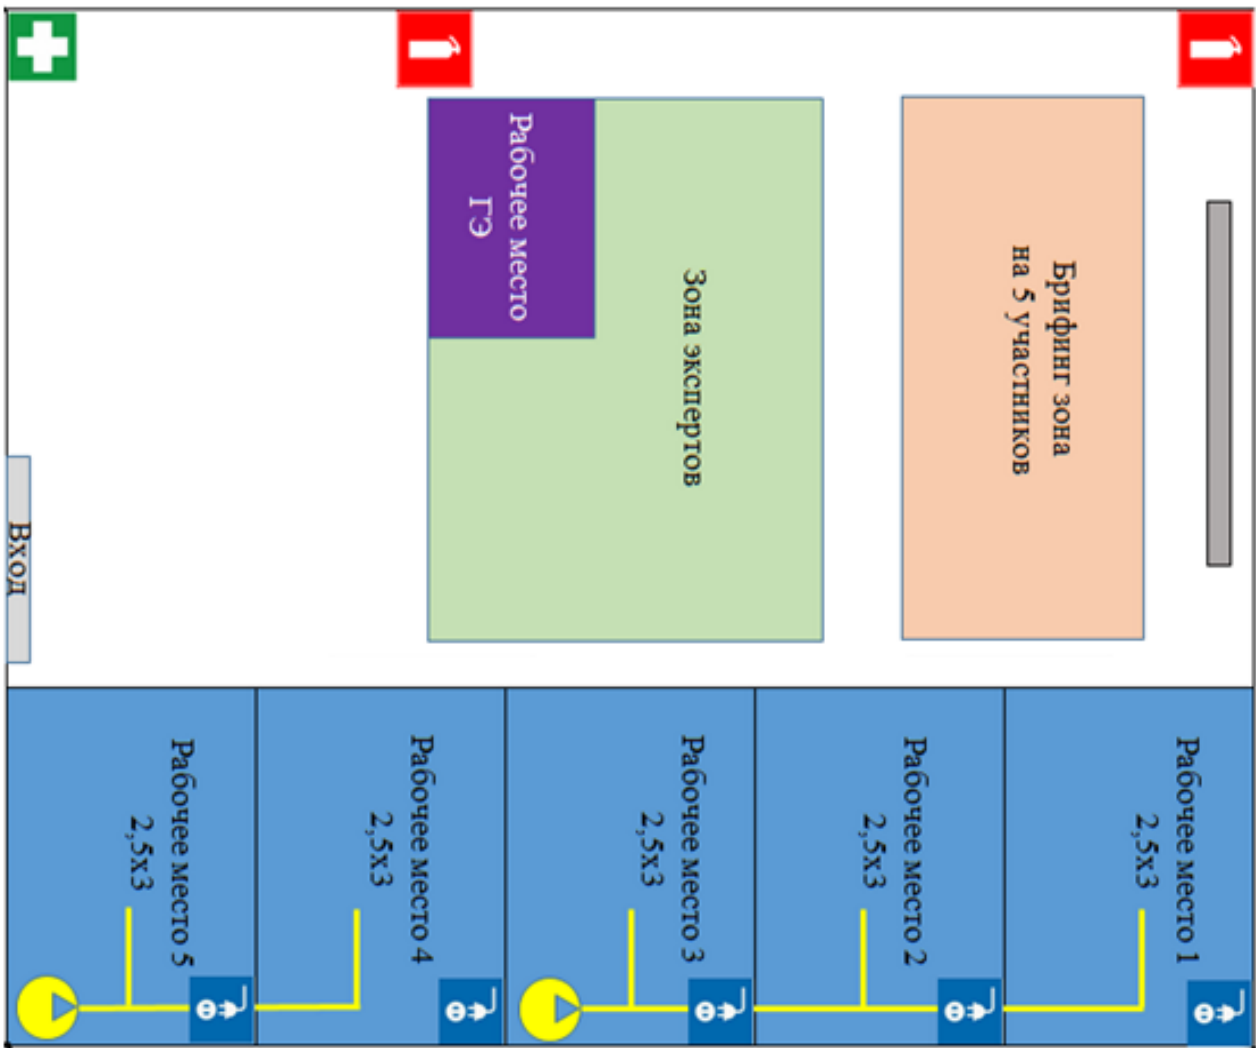 Рабочее место 1
2,5х3
Брифинг зона
на 5 участников
Рабочее место 2
2,5х3
Зона экспертов
Рабочее место 3
2,5х3
Рабочее место
ГЭ
Рабочее место 4
2,5х3
Рабочее место 5
2,5х3
Вход